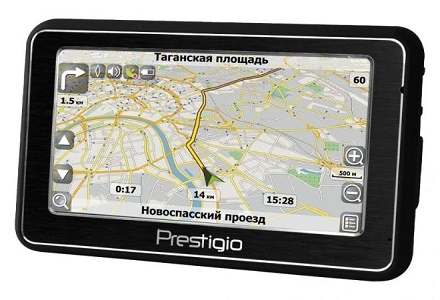 Таганская площадь
60
1.5 км
500 м
0:17
14 км
15:28
Новоспасский проезд
Prestigio